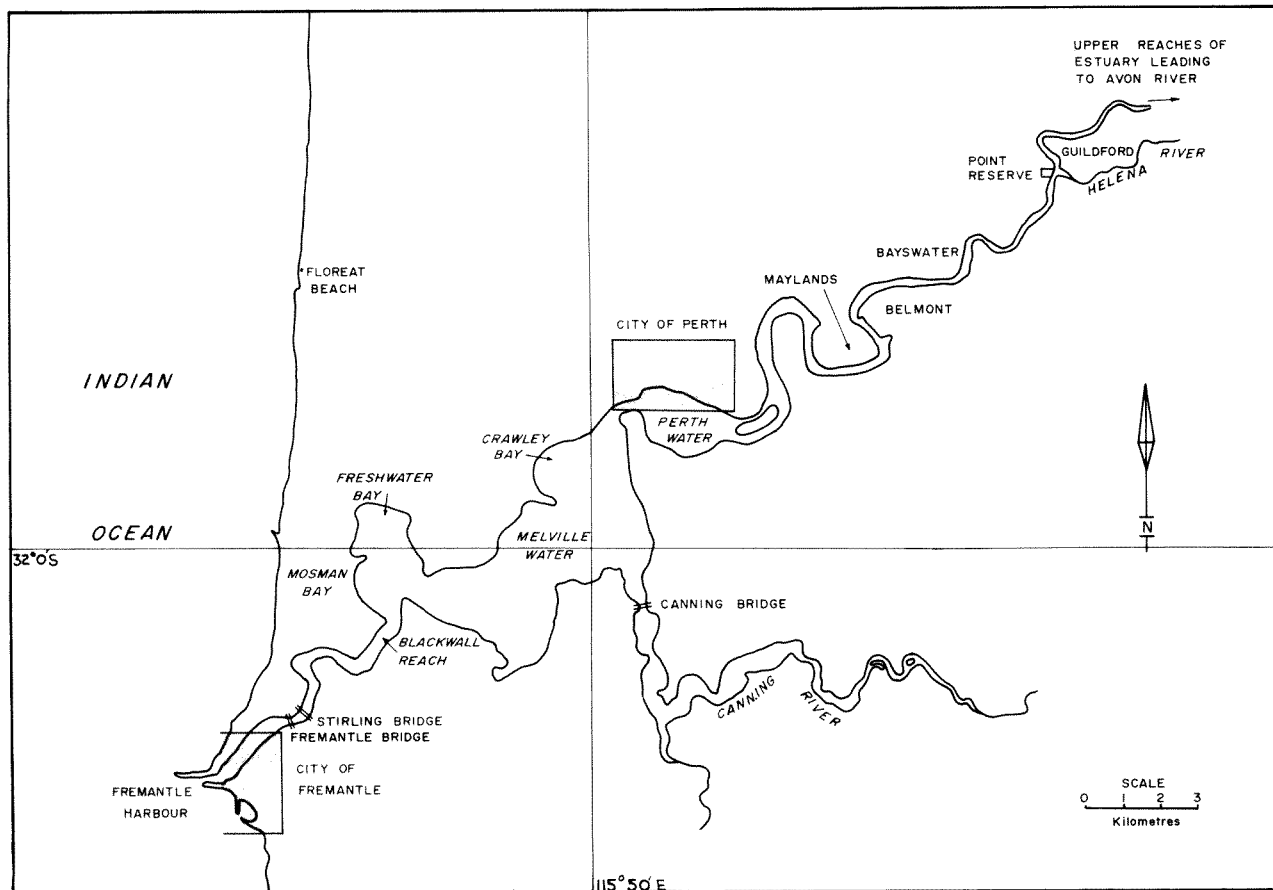 UPPER REACHES OF
ESTUARY LEADING
TO AVON RIVER
GUILDFORD
RIVER
HELENA
POINT
RESERVE
BAYSWATER
MAYLANDS
BELMONT
FLOREAT
BEACH
CITY OF PERTH
INDIAN
OCEAN
PERTH
WATER
CRAWLEY
BAY
FRESHWATER
BAY
MELVILLE
WATER
32°0'S
N
MOSMAN
BAY
CANNING BRIDGE
BLACKWALL
REACH
CANNING
RIVER
STIRLING BRIDGE
FREMANTLE BRIDGE
CITY OF
FREMANTLE
FREMANTLE
HARBOUR
SCALE
0 1 2 3
Kilometres
115°50'E